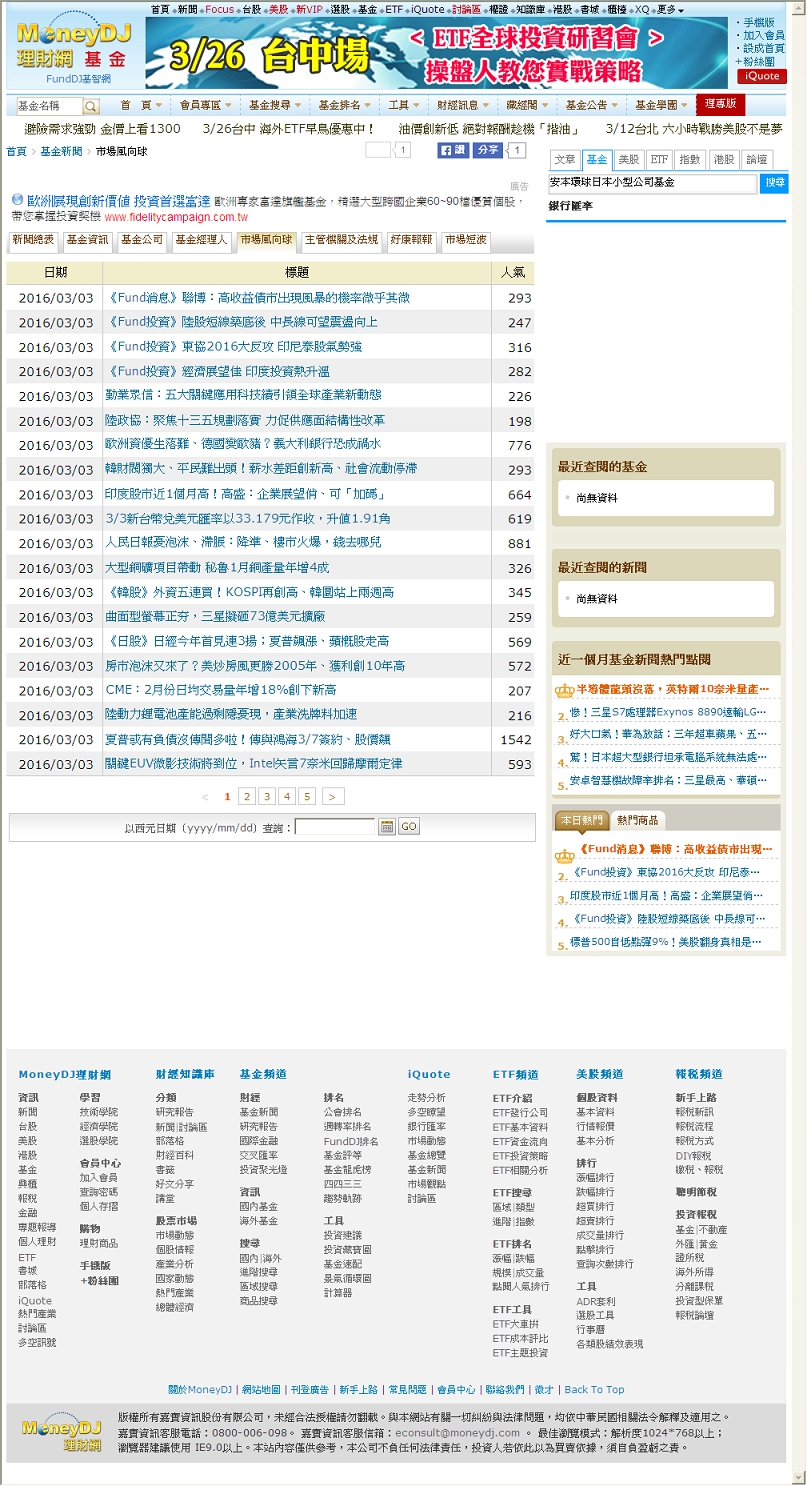 首頁 新聞 Focus 台股 美股 新VIP 選股 基金 ETF iQuote 討論區 權證 知識庫 港股 書城 櫃檯 XQ 更多
MoneyDJ
理財網 基金
FundDJ基智網
3/26 台中場
< ETF全球投資研習會 >
操盤人教您實戰策略
手機版
加入會員
設成首頁
+粉絲團
iQuote
基金名稱
首 頁 會員專區 基金搜尋 基金排名 工具 財經訊息 藏經閣 基金公告 基金學園 理專版
避險需求強勁 金價上看1300 3/26台中 海外ETF早鳥優惠中！ 油價創新低 絕對報酬趁機「揩油」 3/12台北 六小時戰勝美股不是夢
首頁 > 基金新聞 > 市場風向球
1
讚 分享 1
文章 基金 美股 ETF 指數 港股 論壇
安本環球日本小型公司基金 搜尋
銀行匯率
廣告
歐洲展現創新價值 投資首選富達 歐洲專家富達旗艦基金，精選大型跨國企業60~90檔優質個股，
帶您掌握投資契機 www.fidelitycampaign.com.tw
新聞總表 基金資訊 基金公司 基金經理人 市場風向球 主管機關及法規 好康報報 市場短波
日期 標題 人氣
2016/03/03 《Fund消息》聯博：高收益債市出現風暴的機率微乎其微 293
2016/03/03 《Fund投資》陸股短線築底後 中長線可望震盪向上 247
2016/03/03 《Fund投資》東協2016大反攻 印尼泰股氣勢強 316
2016/03/03 《Fund投資》經濟展望佳 印度投資熱升溫 282
2016/03/03 勤業眾信：五大關鍵應用科技續引領全球產業新動態 226
2016/03/03 陸政協：聚焦十三五規劃落實 力促供應面結構性改革 198
2016/03/03 歐洲資優生落難、德國變歐豬？義大利銀行恐成禍水 776
2016/03/03 韓財閥獨大、平民難出頭！薪水差距創新高、社會流動停滯 293
2016/03/03 印度股市近1個月高！高盛：企業展望俏、可「加碼」 664
2016/03/03 3/3新台幣兌美元匯率以33.179元作收，升值1.91角 619
2016/03/03 人民日報憂泡沫、滯脹：降準、樓市火爆，錢去哪兒 881
2016/03/03 大型銅礦項目帶動 秘魯1月銅產量年增4成 326
2016/03/03 《韓股》外資五連買！KOSPI再創高、韓圜站上兩週高 345
2016/03/03 曲面型螢幕正夯，三星擬砸73億美元擴廠 259
2016/03/03 《日股》日經今年首見連3揚；夏普飆漲、蘋概股走高 569
2016/03/03 房市泡沫又來了？美炒房風更勝2005年、獲利創10年高 572
2016/03/03 CME：2月份日均交易量年增18%創下新高 207
2016/03/03 陸動力鋰電池產能過剩隱憂現，產業洗牌料加速 216
2016/03/03 夏普或有負債沒傳聞多啦！傳與鴻海3/7簽約、股價飆 1542
2016/03/03 關鍵EUV微影技術將到位，Intel矢言7奈米回歸摩爾定律 593
< 1 2 3 4 5 >
以西元日期（yyyy/mm/dd）查詢： GO
最近查閱的基金
尚無資料
最近查閱的新聞
尚無資料
近一個月基金新聞熱門點閱
半導體龍頭沒落，英特爾10奈米量產…
2. 慘！三星S7處理器Exynos 8890遠輸LG…
3. 好大口氣！華為放話：三年超車蘋果、五…
4. 驚！日本超大型銀行坦承電腦系統無法處…
5. 安卓智慧機故障率排名：三星最高、華碩…
本日熱門 熱門商品
《Fund消息》聯博：高收益債市出現…
2. 《Fund投資》東協2016大反攻 印尼泰…
3. 印度股市近1個月高！高盛：企業展望俏…
4. 《Fund投資》陸股短線築底後 中長線可…
5. 標普500自低點彈9%！美股翻身真相是…
MoneyDJ理財網 財經知識庫 基金頻道 iQuote ETF頻道 美股頻道 報稅頻道
資訊
新聞
台股
美股
港股
基金
興櫃
報稅
金融
專題報導
個人理財
ETF
書城
部落格
iQuote
熱門產業
討論區
多空訊號
學習
技術學院
經濟學院
選股學院
會員中心
加入會員
查詢密碼
個人存摺
購物
理財商品
手機版
+粉絲團
分類
研究報告
新聞|討論區
部落格
財經百科
書籤
好文分享
講堂
股票市場
市場動態
個股情報
產業分析
國家動態
熱門產業
總體經濟
財經
基金新聞
研究報告
國際金融
交叉匯率
投資聚光燈
資訊
國內基金
海外基金
搜尋
國內|海外
進階搜尋
區域搜尋
商品搜尋
排名
公會排名
週轉率排名
FundDJ排名
基金評等
基金龍虎榜
四四三三
趨勢軌跡
工具
投資建議
投資藏寶圖
基金速配
景氣循環圖
計算器
走勢分析
多空瞭望
銀行匯率
市場動態
基金總覽
基金新聞
市場觀點
討論區
ETF介紹
ETF發行公司
ETF基本資料
ETF資金流向
ETF投資策略
ETF相關分析
ETF搜尋
區域|類型
進階|指數
ETF排名
漲幅|跌幅
規模|成交量
點閱人氣排行
ETF工具
ETF大車拚
ETF成本評比
ETF主題投資
個股資料
基本資料
行情報價
基本分析
排行
漲幅排行
跌幅排行
超買排行
超賣排行
成交量排行
點擊排行
查詢次數排行
工具
ADR套利
選股工具
行事曆
各類股績效表現
新手上路
報稅新訊
報稅流程
報稅方式
DIY報稅
繳稅、報稅
聰明節稅
投資報稅
基金|不動產
外匯|黃金
證所稅
海外所得
分離課稅
投資型保單
報稅論壇
關於MoneyDJ | 網站地圖 | 刊登廣告 | 新手上路 | 常見問題 | 會員中心 | 聯絡我們 | 徵才 | Back To Top
MoneyDJ
理財網
版權所有嘉實資訊股份有限公司，未經合法授權請勿翻載。與本網站有關一切糾紛與法律問題，均依中華民國相關法令解釋及適用之。
嘉實資訊客服電話：0800-006-098。 嘉實資訊客服信箱：econsult@moneydj.com 。 最佳瀏覽模式：解析度1024*768以上；
瀏覽器建議使用 IE9.0以上。本站內容僅供參考，本公司不負任何法律責任，投資人若依此以為買賣依據，須自負盈虧之責。